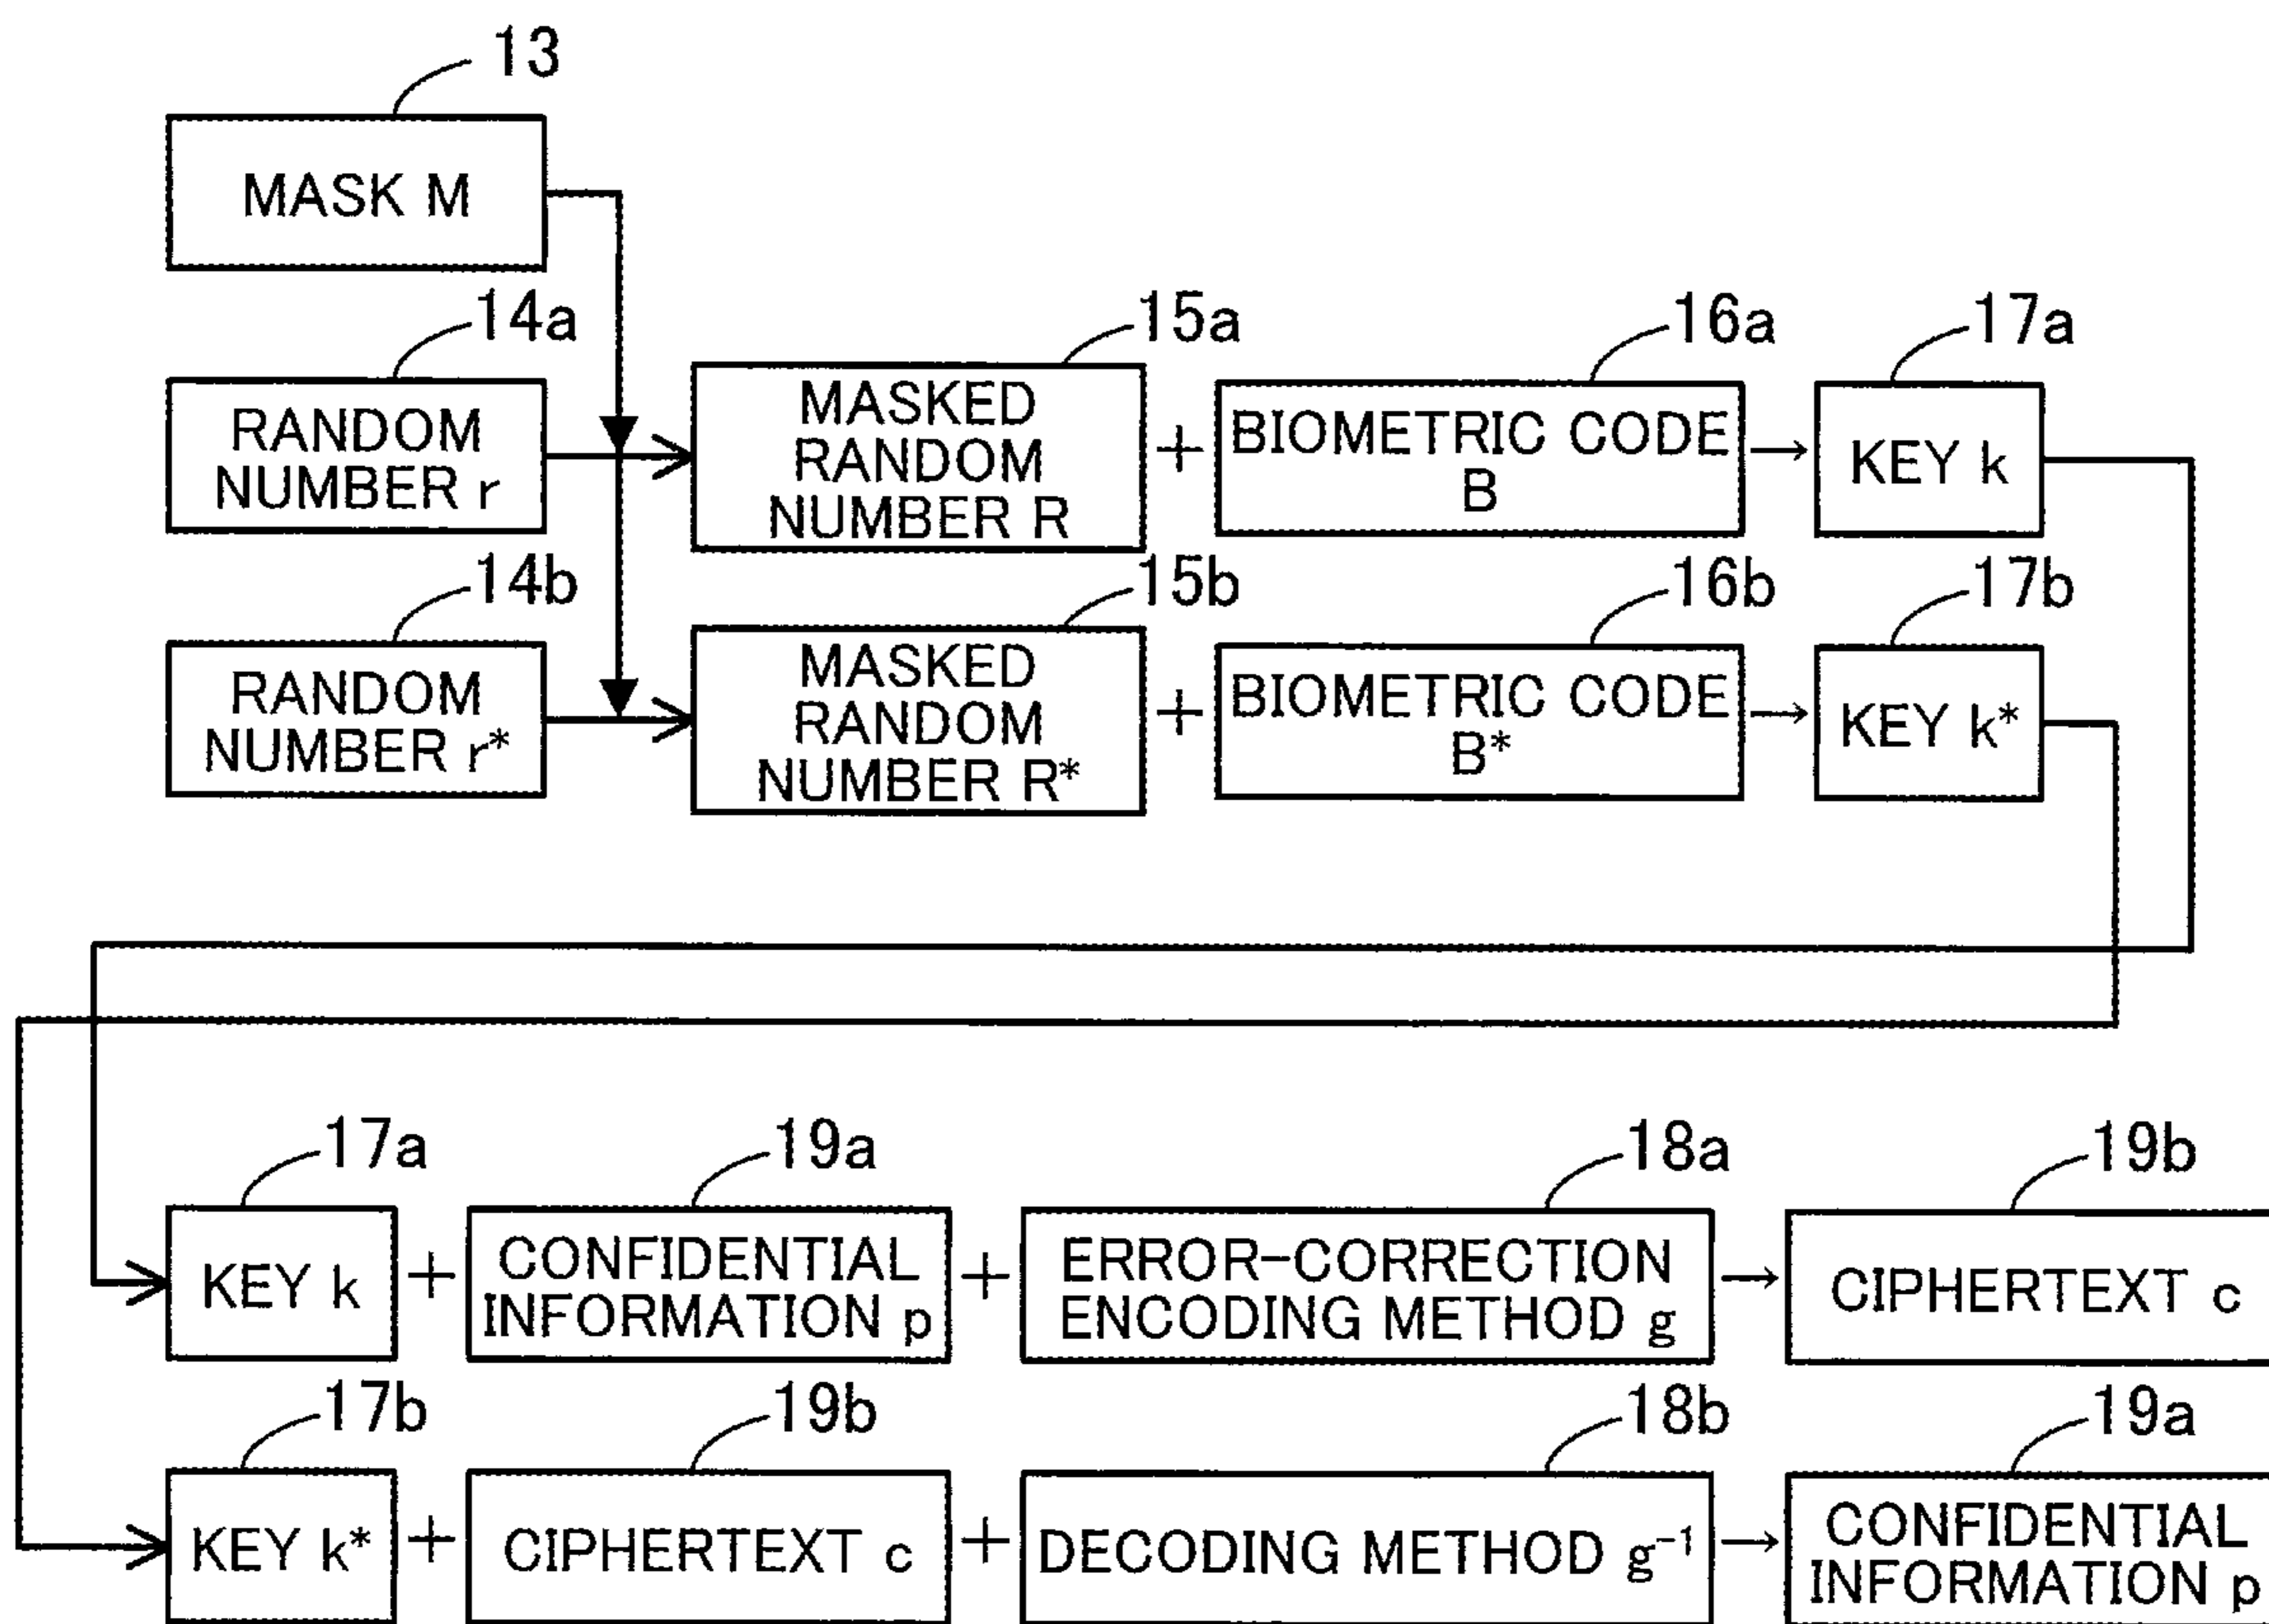 13
MASK M
14a
15a
16a
17a
RANDOM
NUMBER r
MASKED
RANDOM
NUMBER R
+
BIOMETRIC CODE
B
→
KEY k
14b
15b
16b
17b
RANDOM
NUMBER r*
MASKED
RANDOM
NUMBER R*
+
BIOMETRIC CODE
B*
→
KEY k*
17a
19a
18a
19b
KEY k
+
CONFIDENTIAL
INFORMATION p
+
ERROR-CORRECTION
ENCODING METHOD g
→
CIPHERTEXT c
17b
19b
18b
19a
KEY k*
+
CIPHERTEXT c
+
DECODING METHOD g⁻¹
→
CONFIDENTIAL
INFORMATION p